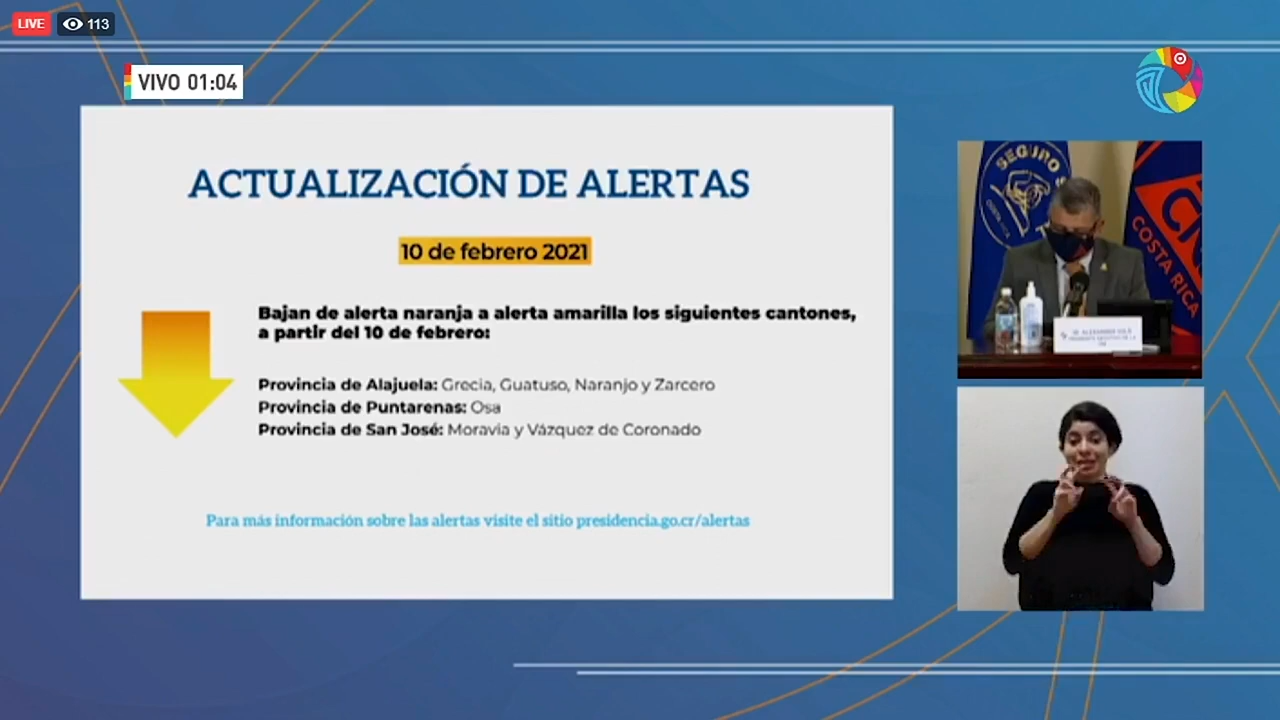 LIVE 113
VIVO 01:04
ACTUALIZACIÓN DE ALERTAS
10 de febrero 2021
Bajan de alerta naranja a alerta amarilla los siguientes cantones,
a partir del 10 de febrero:
Provincia de Alajuela: Grecia, Guatuso, Naranjo y Zarcero
Provincia de Puntarenas: Osa
Provincia de San José: Moravia y Vázquez de Coronado
Para más información sobre las alertas visite el sitio presidencia.go.cr/alertas
SEGURO
COSTA RICA